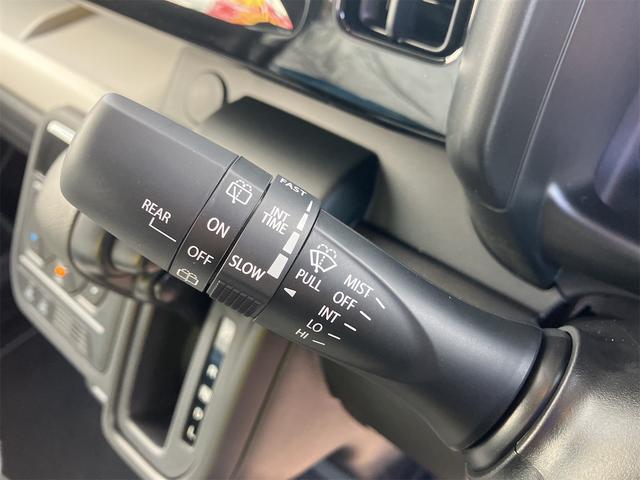 REAR
ON
OFF
FAST
INT
TIME
SLOW
PULL
MIST
OFF
INT
LO
HI